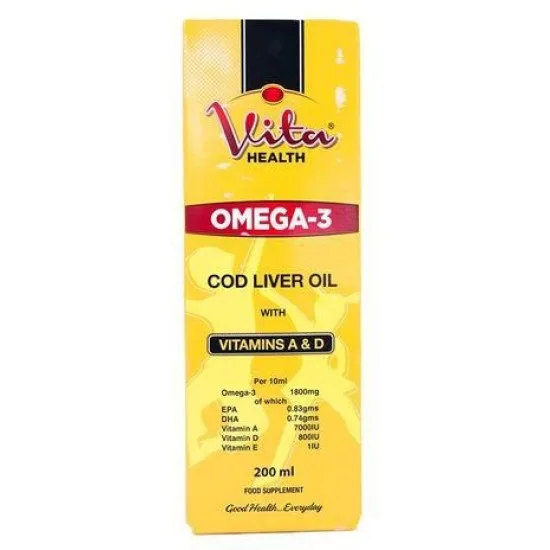 Vita®
HEALTH
OMEGA-3
COD LIVER OIL
WITH
VITAMINS A & D
Per 10ml
Omega-3 1800mg
of which
EPA 0.83gms
DHA 0.74gms
Vitamin A 7000IU
Vitamin D 800IU
Vitamin E 1IU
200 ml
FOOD SUPPLEMENT
Good Health...Everyday